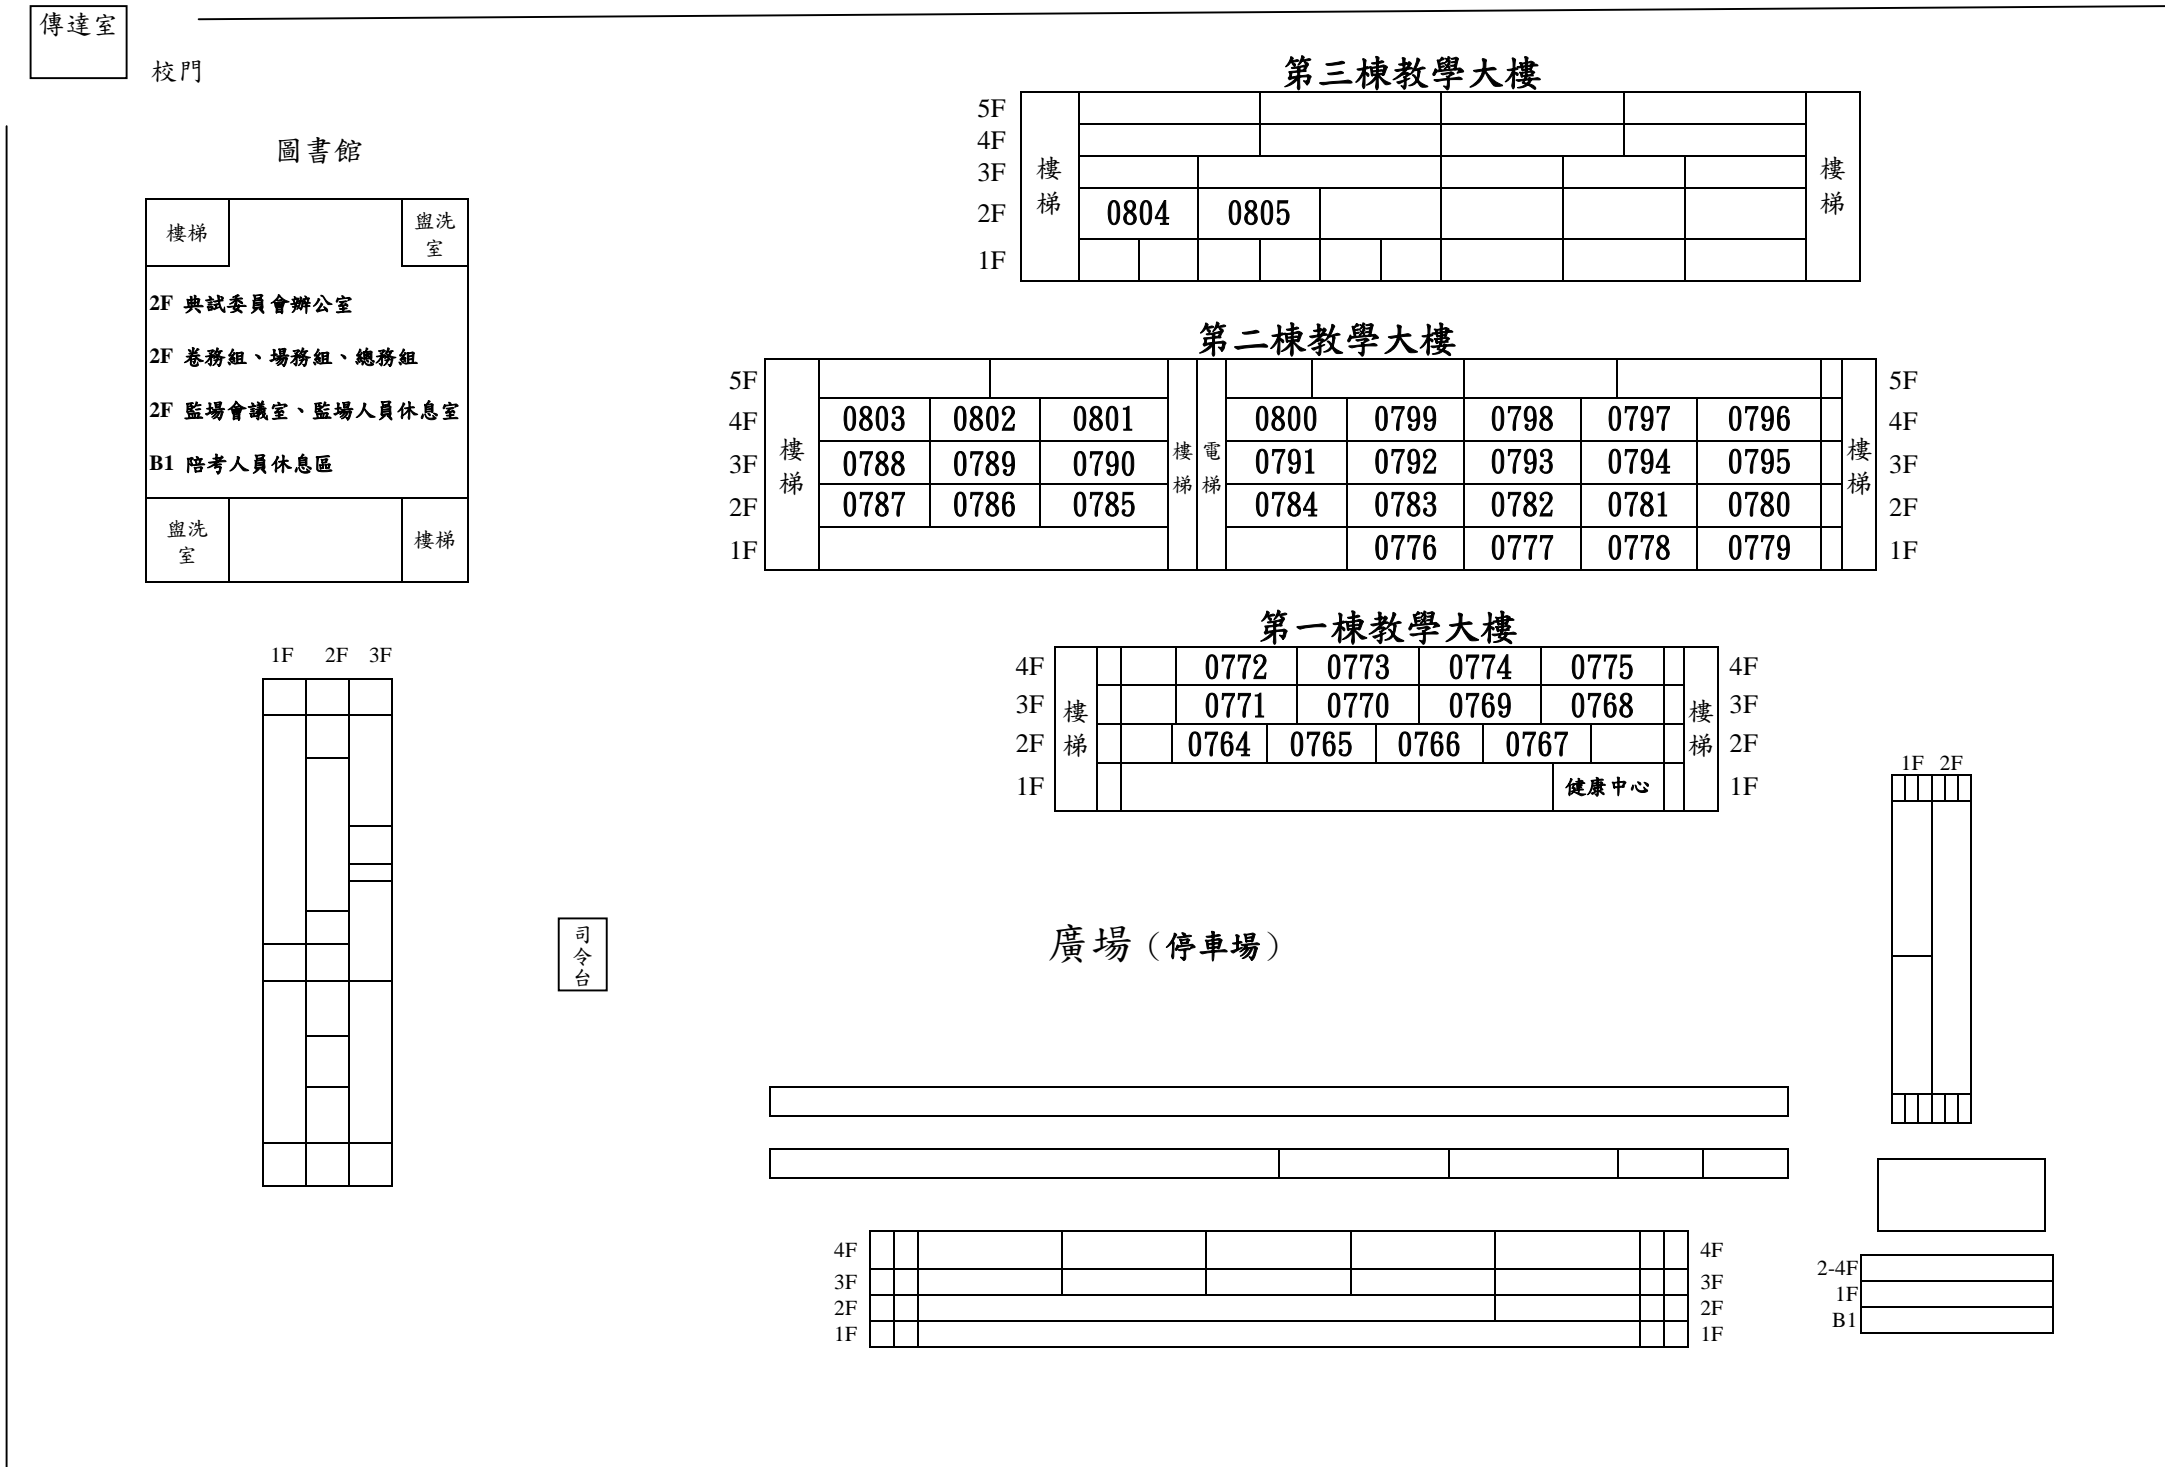 傳達室
校門
圖書館
樓梯
盥洗
室
2F 典試委員會辦公室
2F 卷務組、場務組、總務組
2F 監場會議室、監場人員休息室
B1 陪考人員休息區
盥洗
室
樓梯
第三棟教學大樓
5F
4F
3F
2F 0804 0805
1F
樓梯
樓梯
第二棟教學大樓
5F 5F
4F 0803 0802 0801 0800 0799 0798 0797 0796 4F
3F 0788 0789 0790 0791 0792 0793 0794 0795 3F
2F 0787 0786 0785 0784 0783 0782 0781 0780 2F
1F 0776 0777 0778 0779 1F
樓梯
樓梯
電梯
樓梯
第一棟教學大樓
4F 0772 0773 0774 0775 4F
3F 0771 0770 0769 0768 3F
2F 0764 0765 0766 0767 2F
1F 健康中心 1F
樓梯
樓梯
1F 2F 3F
司令台
廣場（停車場）
1F 2F
4F 4F
3F 3F
2F 2F
1F 1F
2-4F
1F
B1